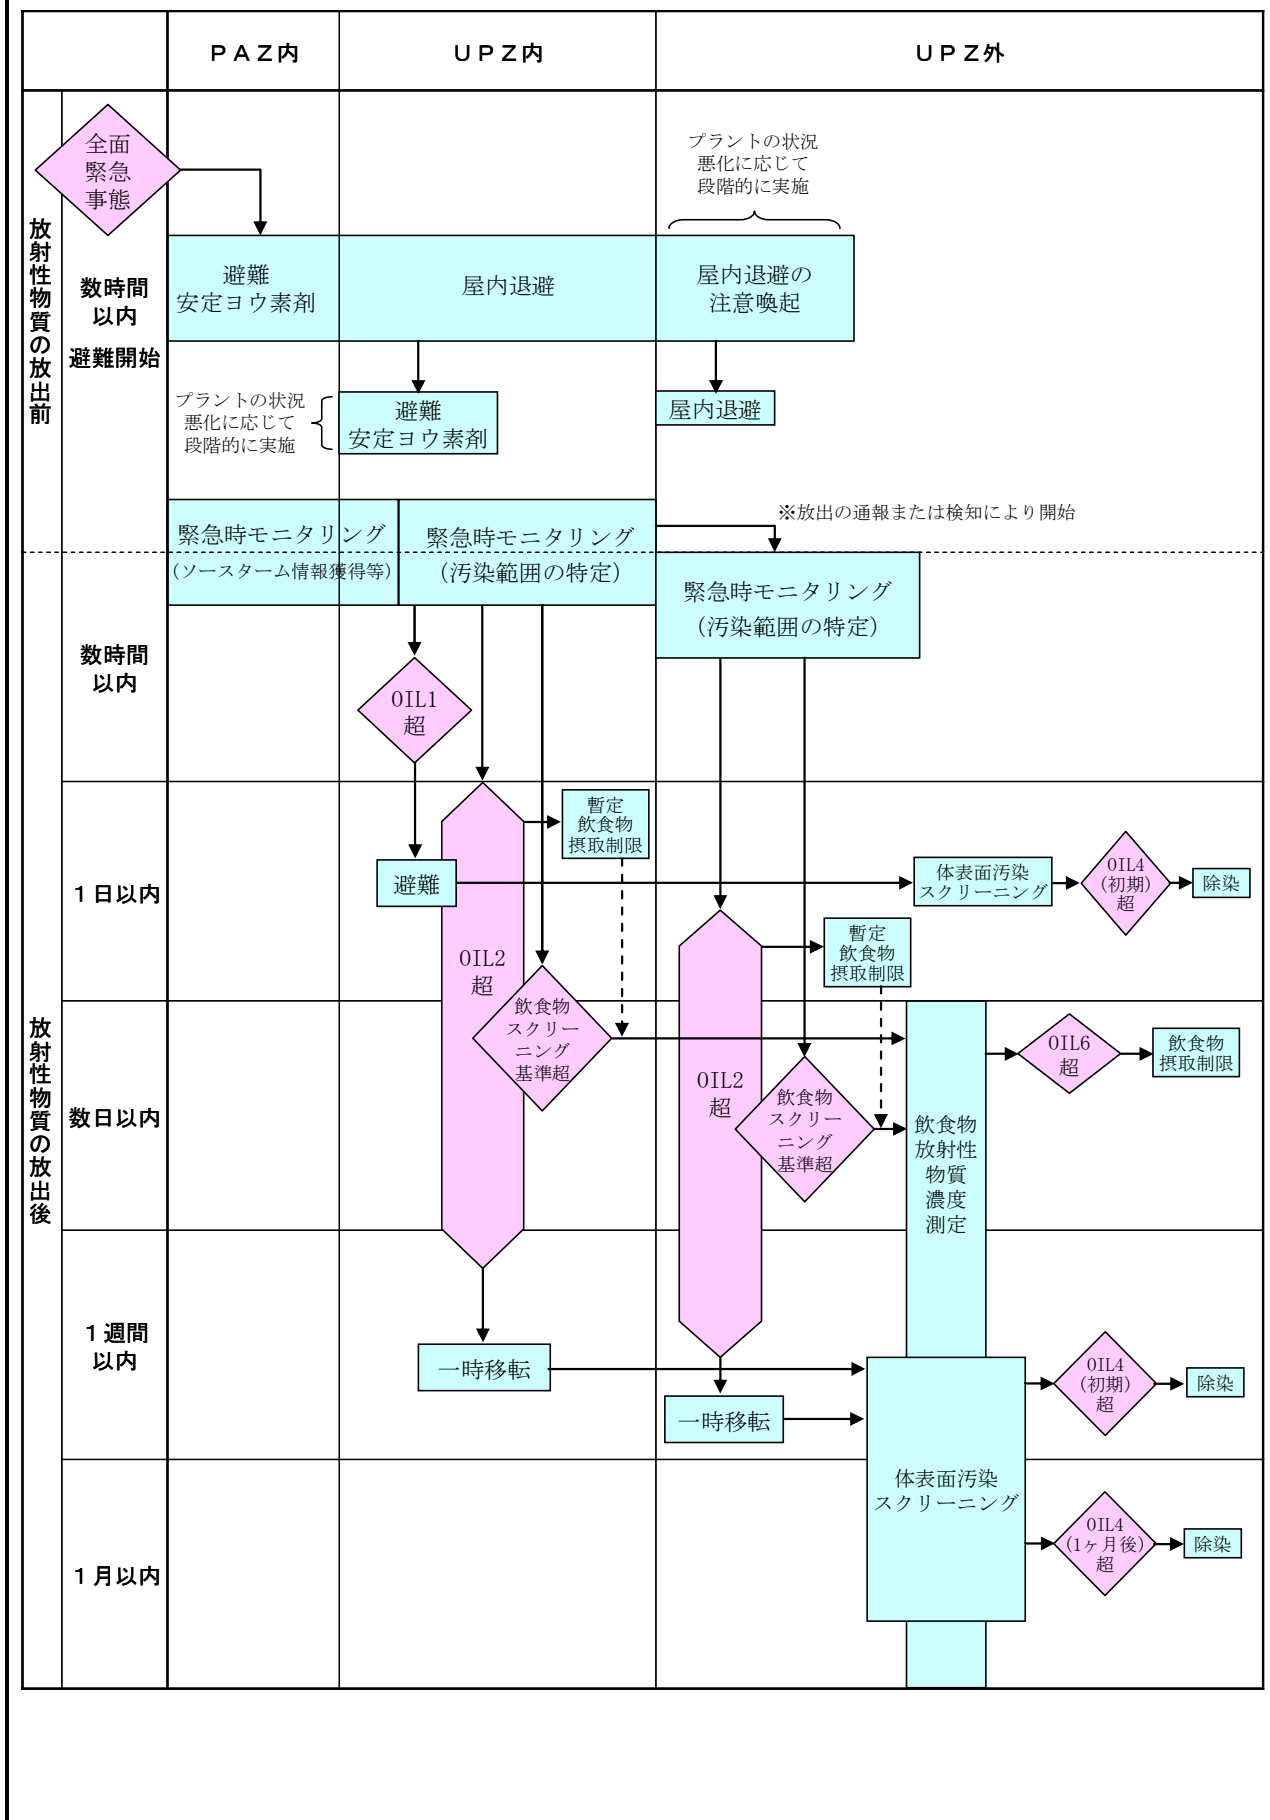 ＰＡＺ内
ＵＰＺ内
ＵＰＺ外
放射性物質の放出前
全面
緊急
事態
数時間
以内
避難開始
プラントの状況
悪化に応じて
段階的に実施
避難
安定ヨウ素剤
屋内退避
屋内退避の
注意喚起
プラントの状況
悪化に応じて
段階的に実施
避難
安定ヨウ素剤
屋内退避
緊急時モニタリング
（ソースターム情報獲得等）
緊急時モニタリング
（汚染範囲の特定）
※放出の通報または検知により開始
緊急時モニタリング
（汚染範囲の特定）
放射性物質の放出後
数時間
以内
OIL1
超
１日以内
暫定
飲食物
摂取制限
避難
体表面汚染
スクリーニング
OIL4
（初期）
超
除染
OIL2
超
暫定
飲食物
摂取制限
数日以内
飲食物
スクリー
ニング
基準超
OIL2
超
飲食物
スクリー
ニング
基準超
飲食物
放射性
物質
濃度
測定
OIL6
超
飲食物
摂取制限
１週間
以内
一時移転
一時移転
OIL4
（初期）
超
除染
体表面汚染
スクリーニング
１月以内
OIL4
（1ヶ月後）
超
除染